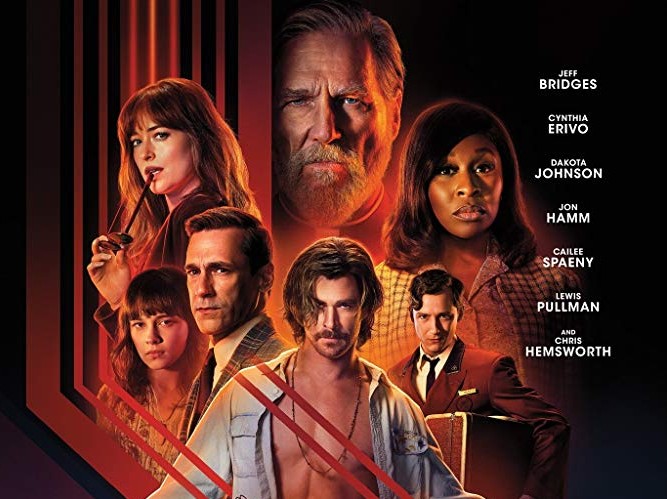 JEFF
BRIDGES
CYNTHIA
ERIVO
DAKOTA
JOHNSON
JON
HAMM
CAILEE
SPAENY
LEWIS
PULLMAN
AND
CHRIS
HEMSWORTH